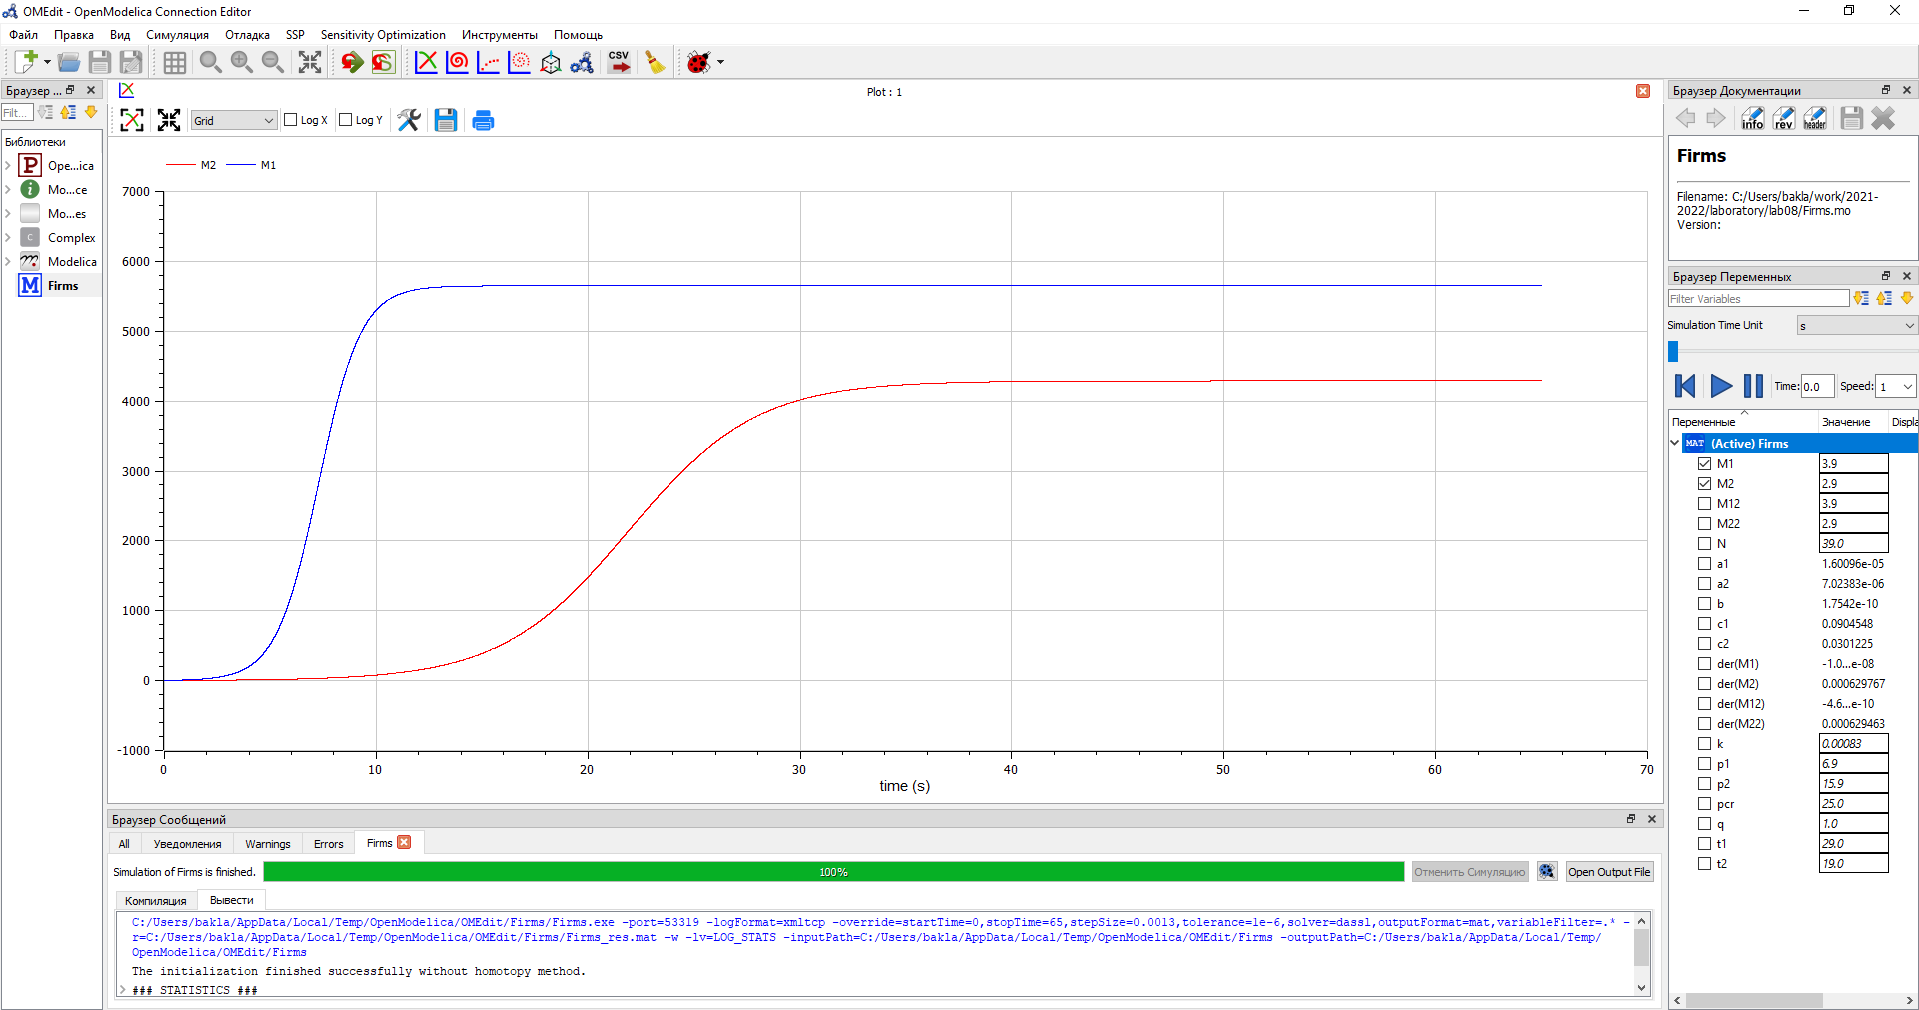 OMEdit - OpenModelica Connection Editor
Файл Правка Вид Симуляция Отладка SSP Sensitivity Optimization Инструменты Помощь
CSV
Браузер ...
Filt...
Библиотеки
P Ope...ica
i Mo...ce
Mo...es
C Complex
Modelica
M Firms
Plot : 1
Grid Log X Log Y
M2 M1
7000
6000
5000
4000
3000
2000
1000
0
-1000
0 10 20 30 40 50 60 70
time (s)
Браузер Сообщений
All Уведомления Warnings Errors Firms
Simulation of Firms is finished. 100% Отменить Симуляцию Open Output File
Компиляция Вывести
C:/Users/bakla/AppData/Local/Temp/OpenModelica/OMEdit/Firms/Firms.exe -port=53319 -logFormat=xmltcp -override=startTime=0,stopTime=65,stepSize=0.0013,tolerance=1e-6,solver=dassl,outputFormat=mat,variableFilter=.* -
r=C:/Users/bakla/AppData/Local/Temp/OpenModelica/OMEdit/Firms/Firms_res.mat -w -lv=LOG_STATS -inputPath=C:/Users/bakla/AppData/Local/Temp/OpenModelica/OMEdit/Firms -outputPath=C:/Users/bakla/AppData/Local/Temp/
OpenModelica/OMEdit/Firms
The initialization finished successfully without homotopy method.
### STATISTICS ###
Браузер Документации
info rev header
Firms
Filename: C:/Users/bakla/work/2021-
2022/laboratory/lab08/Firms.mo
Version:
Браузер Переменных
Filter Variables
Simulation Time Unit s
Time: 0.0 Speed: 1
Переменные Значение Displa
MAT (Active) Firms
M1 3.9
M2 2.9
M12 3.9
M22 2.9
N 39.0
a1 1.60096e-05
a2 7.02383e-06
b 1.7542e-10
c1 0.0904548
c2 0.0301225
der(M1) -1.0...e-08
der(M2) 0.000629767
der(M12) -4.6...e-10
der(M22) 0.000629463
k 0.00083
p1 6.9
p2 15.9
pcr 25.0
q 1.0
t1 29.0
t2 19.0